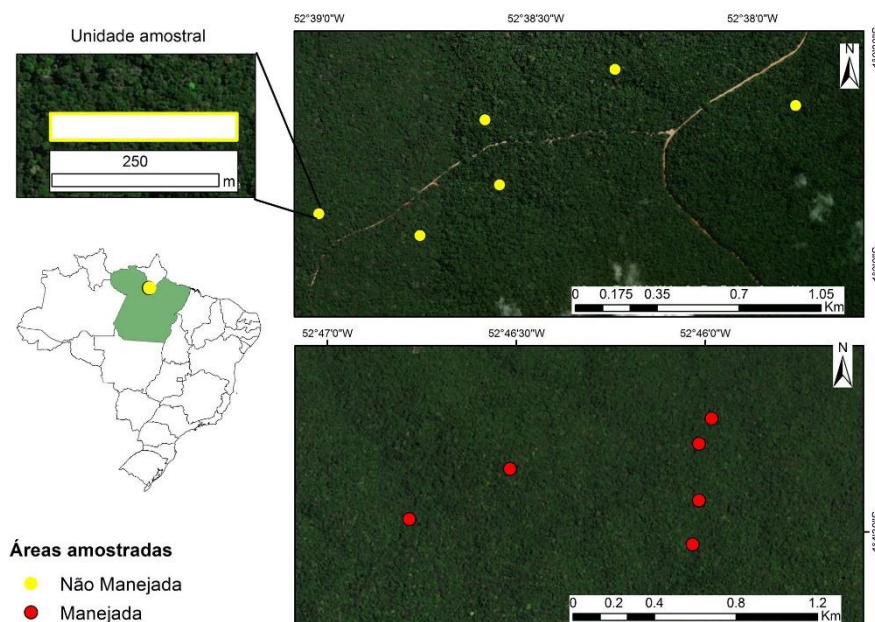 Unidade amostral
250
m
52°39'0"W 52°38'30"W 52°38'0"W
N
0 0.175 0.35 0.7 1.05
Km
52°47'0"W 52°46'30"W 52°46'0"W
N
0 0.2 0.4 0.8 1.2
Km
Áreas amostradas
Não Manejada
Manejada